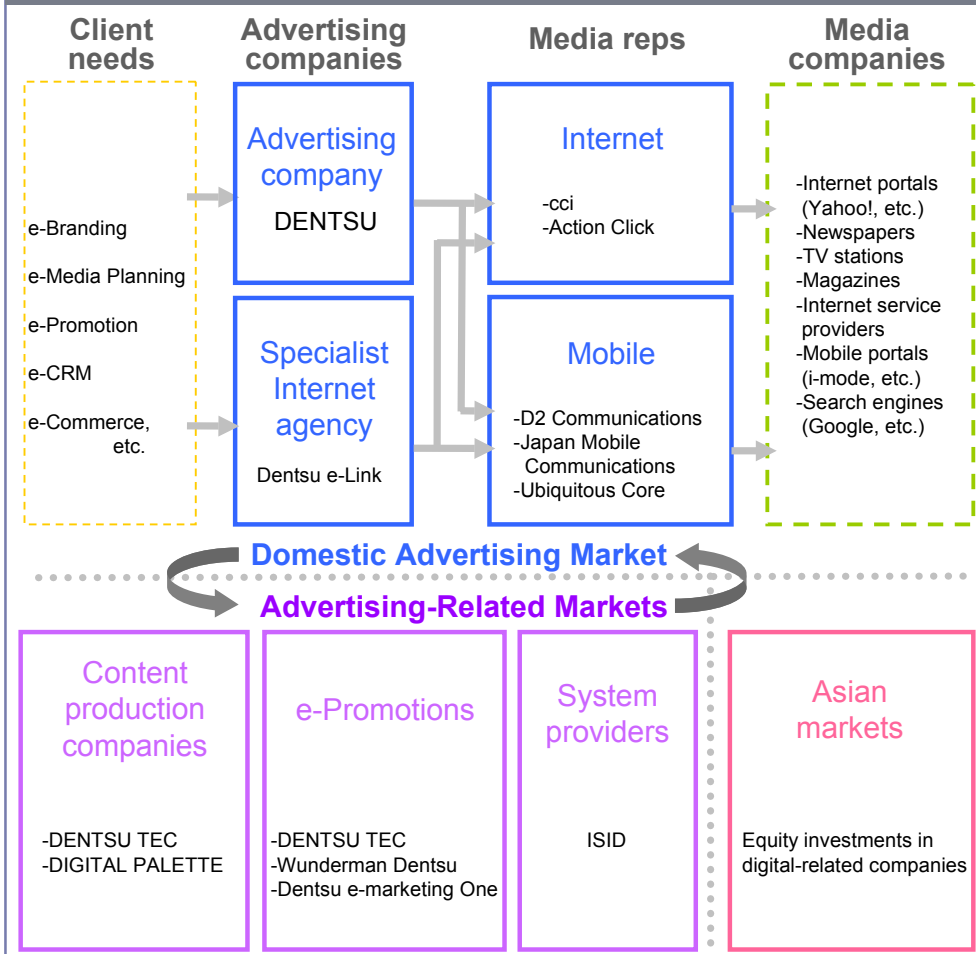 Client
needs
Advertising
companies
Media reps
Media
companies
e-Branding
e-Media Planning
e-Promotion
e-CRM
e-Commerce,
etc.
Advertising
company
DENTSU
Specialist
Internet
agency
Dentsu e-Link
Internet
-cci
-Action Click
Mobile
-D2 Communications
-Japan Mobile
Communications
-Ubiquitous Core
-Internet portals
(Yahoo!, etc.)
-Newspapers
-TV stations
-Magazines
-Internet service
providers
-Mobile portals
(i-mode, etc.)
-Search engines
(Google, etc.)
Domestic Advertising Market
Advertising-Related Markets
Content
production
companies
-DENTSU TEC
-DIGITAL PALETTE
e-Promotions
-DENTSU TEC
-Wunderman Dentsu
-Dentsu e-marketing One
System
providers
ISID
Asian
markets
Equity investments in
digital-related companies